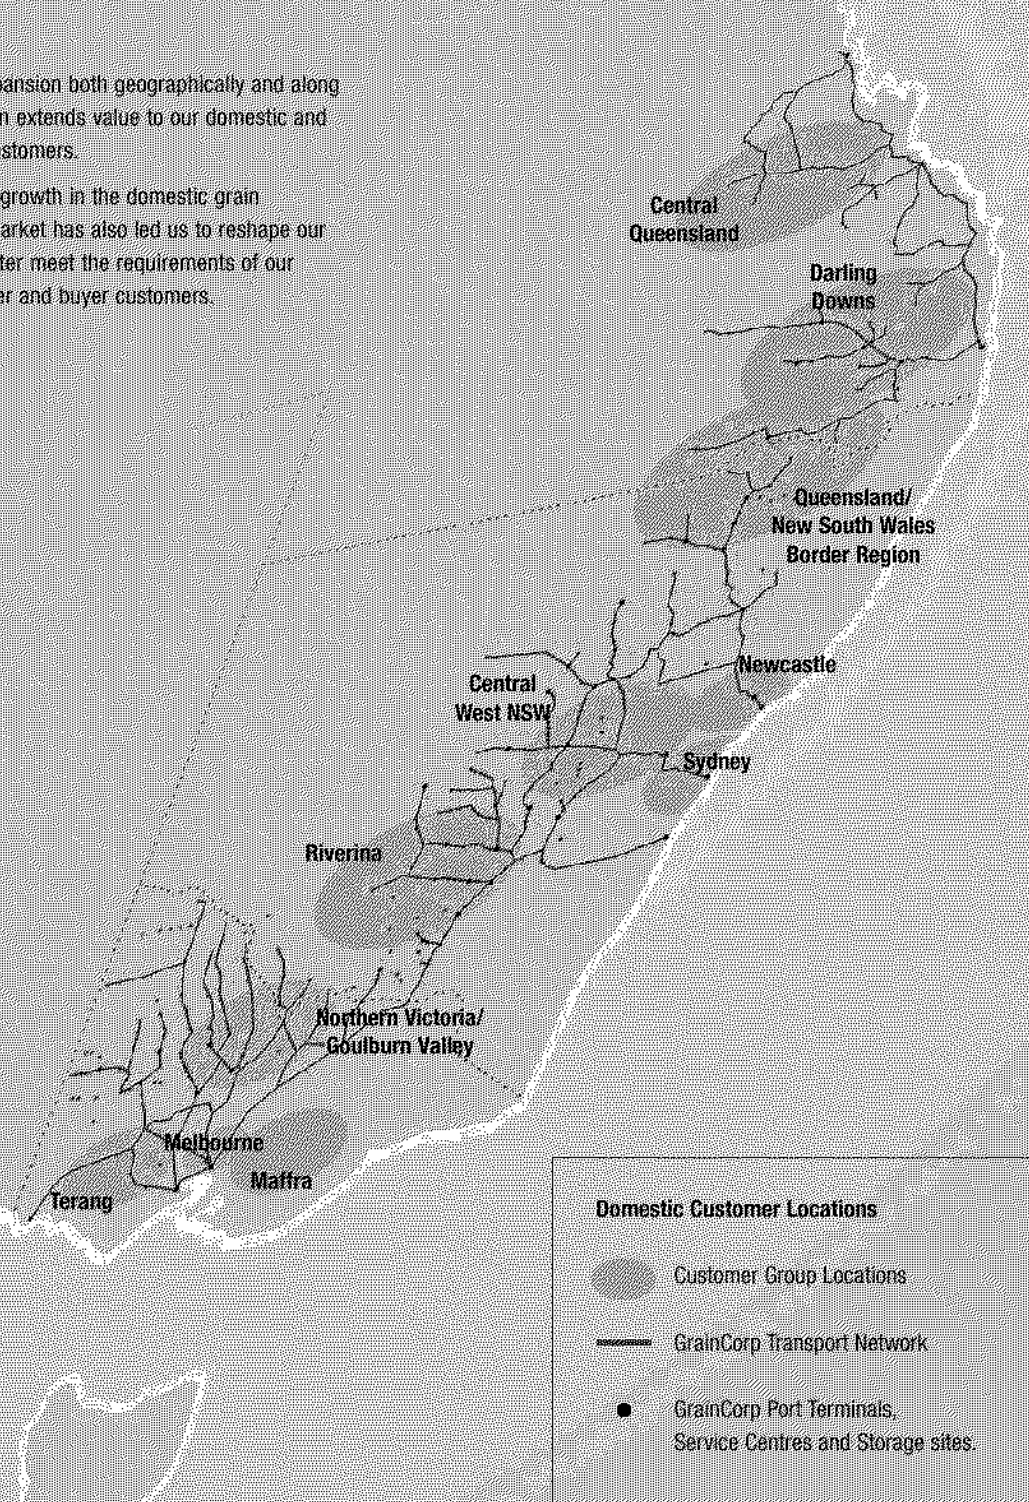 pansion both geographically and along
n extends value to our domestic and
stomers.
growth in the domestic grain
arket has also led us to reshape our
ter meet the requirements of our
er and buyer customers.
Central
Queensland
Darling
Downs
Queensland/
New South Wales
Border Region
Newcastle
Central
West NSW
Sydney
Riverina
Northern Victoria/
Goulburn Valley
Melbourne
Maffra
Terang
Domestic Customer Locations
Customer Group Locations
GrainCorp Transport Network
GrainCorp Port Terminals,
Service Centres and Storage sites.